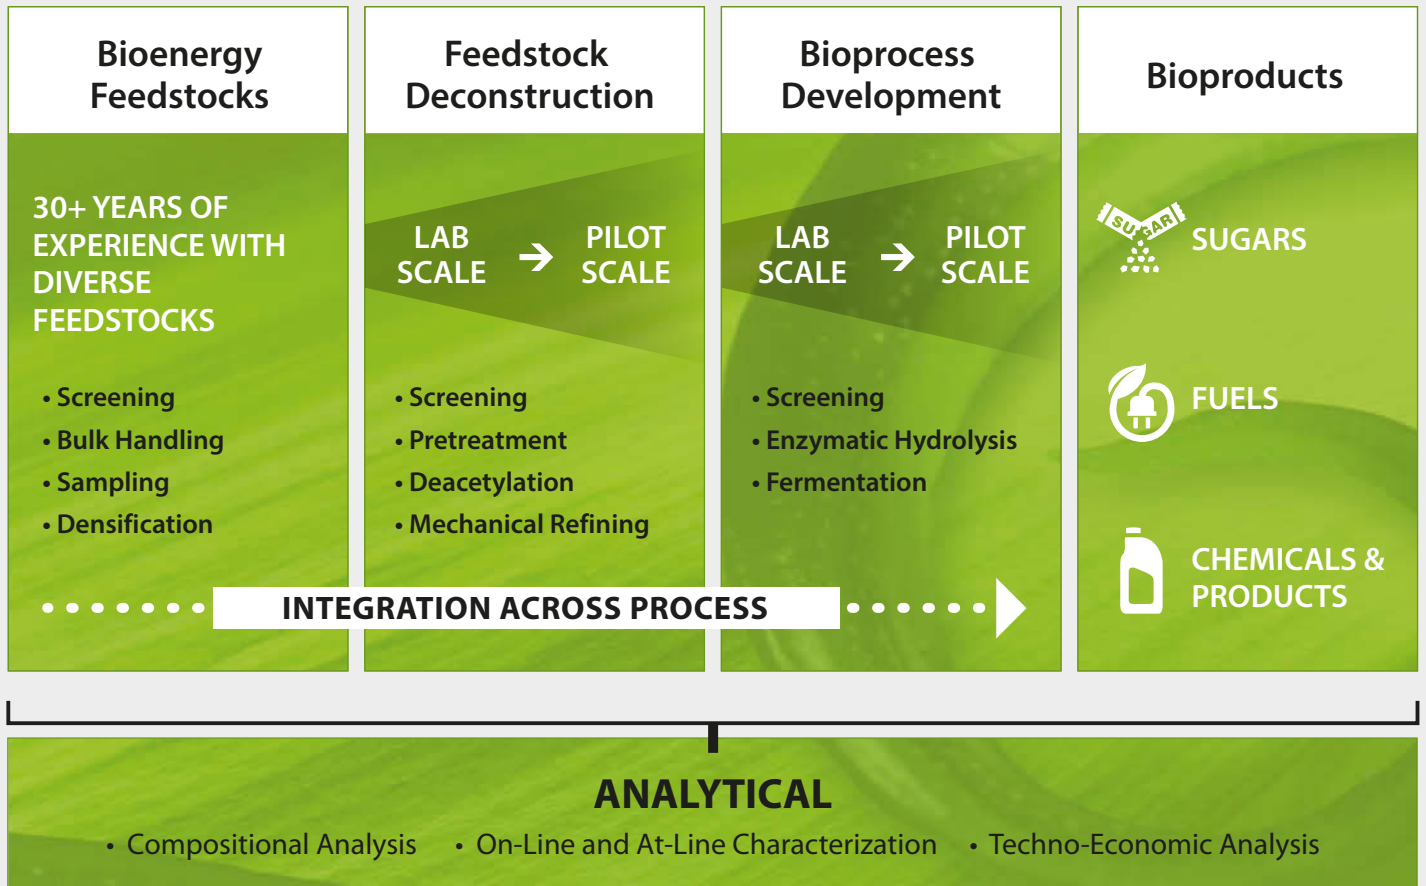 Bioenergy
Feedstocks
30+ YEARS OF
EXPERIENCE WITH
DIVERSE
FEEDSTOCKS
• Screening
• Bulk Handling
• Sampling
• Densification
Feedstock
Deconstruction
LAB
SCALE
PILOT
SCALE
• Screening
• Pretreatment
• Deacetylation
• Mechanical Refining
Bioprocess
Development
LAB
SCALE
PILOT
SCALE
• Screening
• Enzymatic Hydrolysis
• Fermentation
Bioproducts
SUGAR
SUGARS
FUELS
CHEMICALS &
PRODUCTS
INTEGRATION ACROSS PROCESS
ANALYTICAL
• Compositional Analysis • On-Line and At-Line Characterization • Techno-Economic Analysis